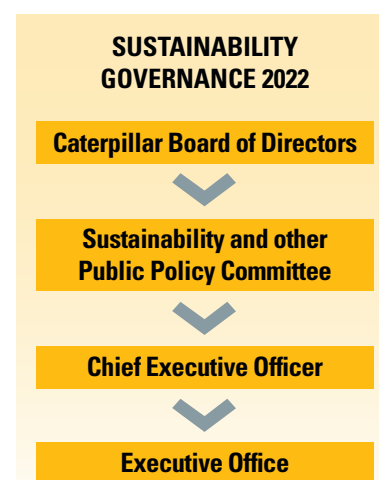 SUSTAINABILITY
GOVERNANCE 2022
Caterpillar Board of Directors
Sustainability and other
Public Policy Committee
Chief Executive Officer
Executive Office